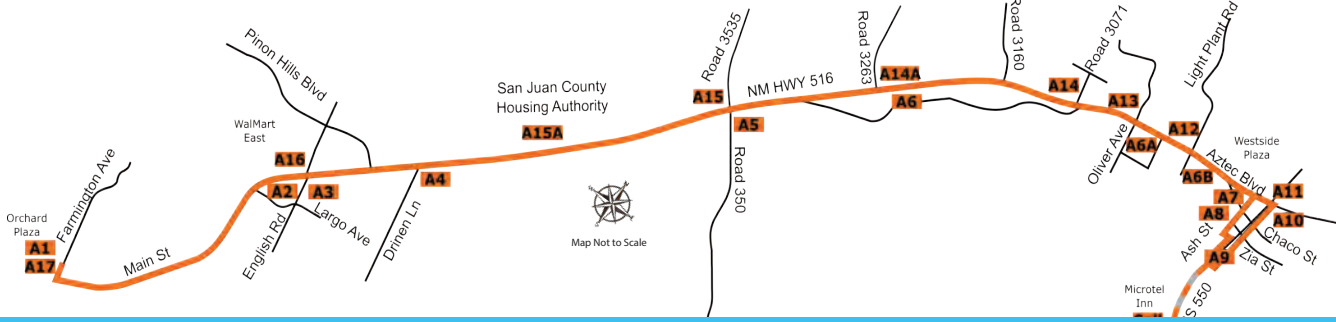 Pinon Hills Blvd
WalMart
East
A16
A2
A3
Largo Ave
English Rd
Farmington Ave
Orchard
Plaza
A1
A17
Main St
Drinen Ln
A4
San Juan County
Housing Authority
A15A
Map Not to Scale
Road 3535
A15
A5
Road 350
NM HWY 516
Road 3263
A14A
A6
Road 3160
A14
Road 3071
A13
Oliver Ave
A6A
A12
Light Plant Rd
A6B
Aztec Blvd
Westside
Plaza
A7
A8
A11
A10
Ash St
A9
Chaco St
Zia St
Microtel
Inn
550